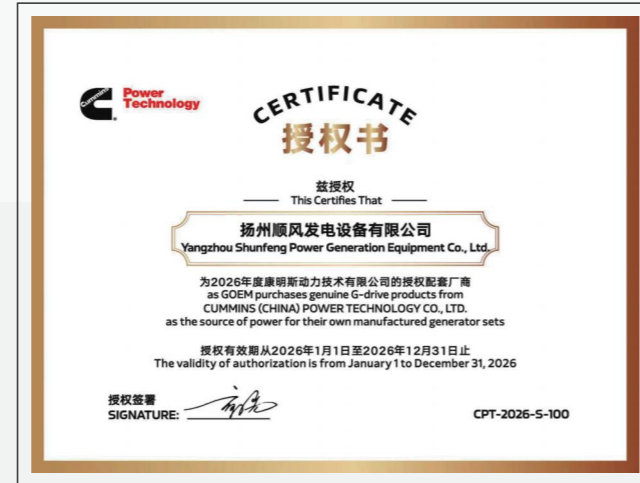 Cummins
Power
Technology
CERTIFICATE
授权书
兹授权
This Certifies That
扬州顺风发电设备有限公司
Yangzhou Shunfeng Power Generation Equipment Co., Ltd.
为2026年度康明斯动力技术有限公司的授权配套厂商
as GOEM purchases genuine G-drive products from
CUMMINS (CHINA) POWER TECHNOLOGY CO., LTD.
as the source of power for their own manufactured generator sets
授权有效期从2026年1月1日至2026年12月31日止
The validity of authorization is from January 1 to December 31, 2026
授权签署
SIGNATURE:
CPT-2026-S-100